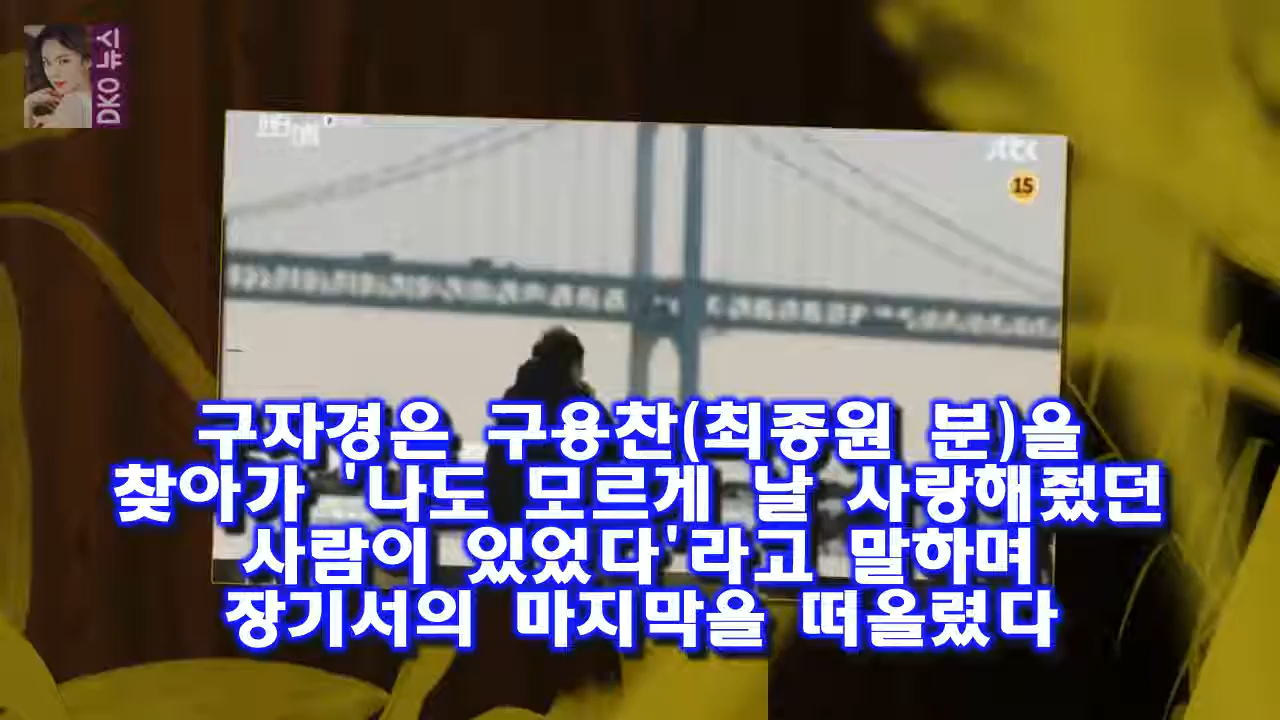 DKO 뉴스
JTBC
15
구자경은 구용찬(최종원 분)을
찾아가 '나도 모르게 날 사랑해줬던
사람이 있었다'라고 말하며
장기서의 마지막을 떠올렸다